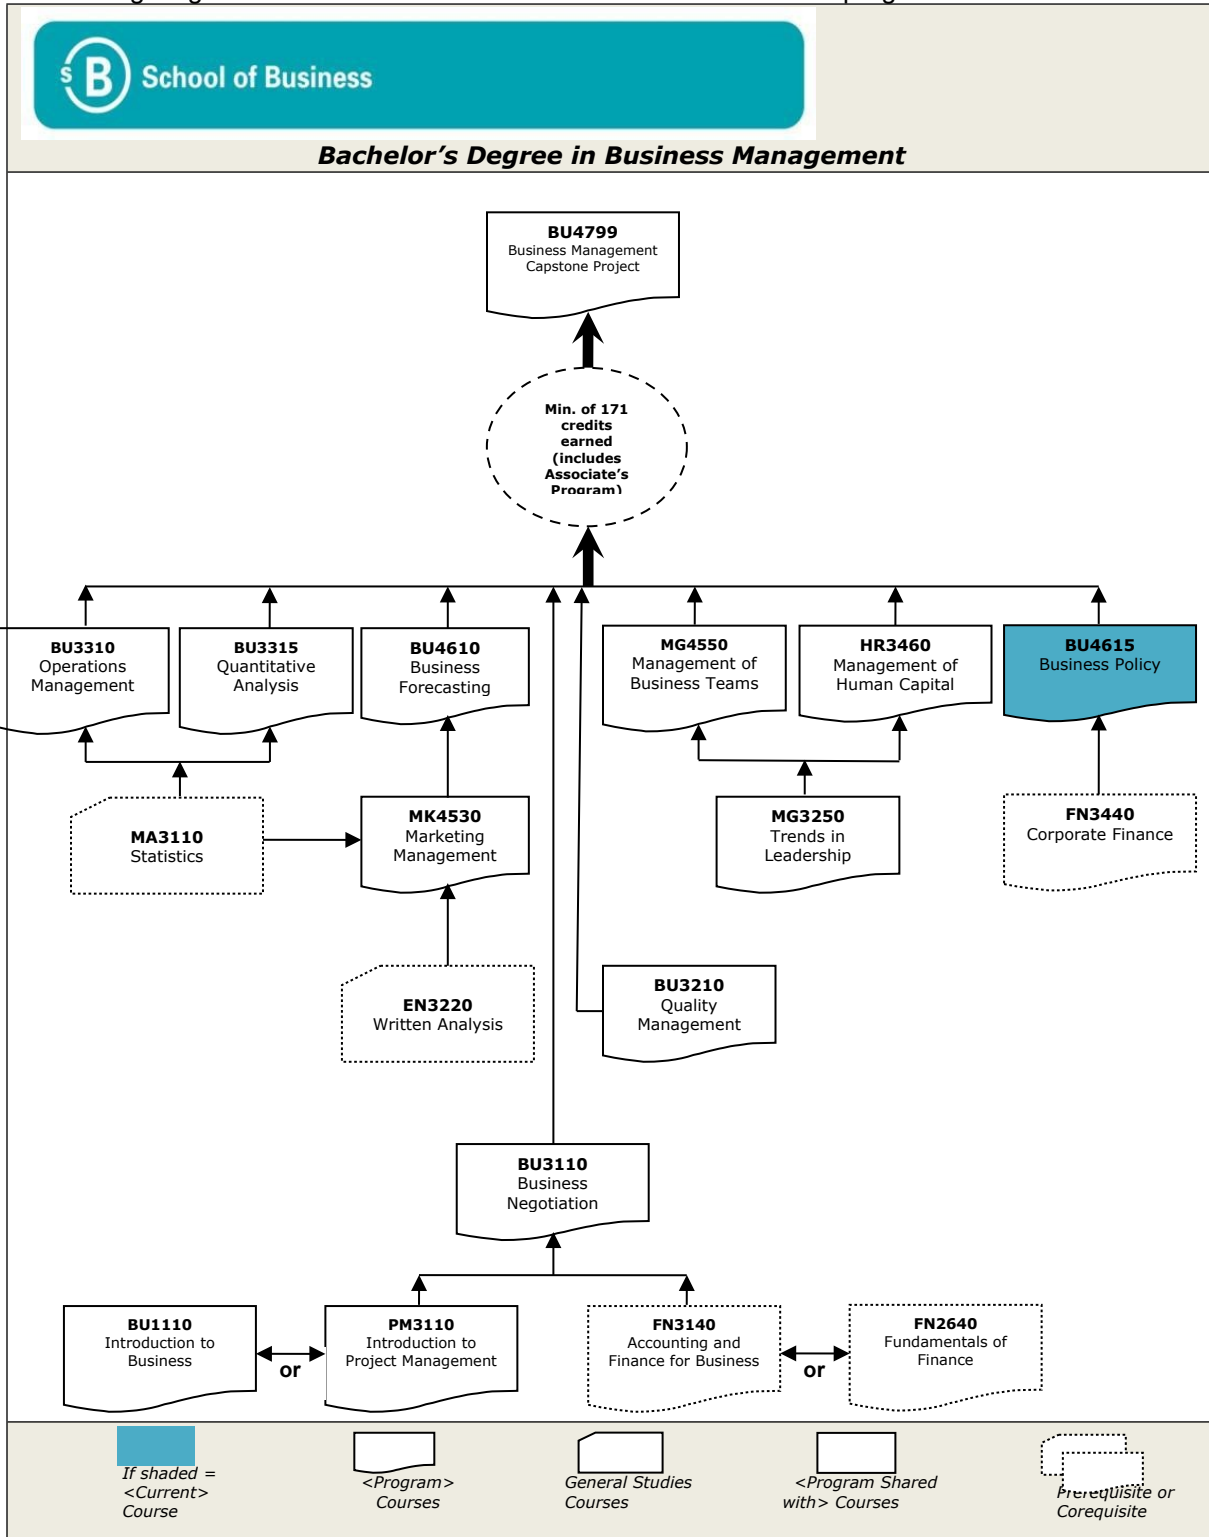 s B School of Business
Bachelor's Degree in Business Management
BU4799
Business Management
Capstone Project
Min. of 171
credits
earned
(includes
Associate's
Program)
BU3310
Operations
Management
BU3315
Quantitative
Analysis
BU4610
Business
Forecasting
MG4550
Management of
Business Teams
HR3460
Management of
Human Capital
BU4615
Business Policy
MA3110
Statistics
MK4530
Marketing
Management
MG3250
Trends in
Leadership
FN3440
Corporate Finance
EN3220
Written Analysis
BU3210
Quality
Management
BU3110
Business
Negotiation
BU1110
Introduction to
Business
or
PM3110
Introduction to
Project Management
FN3140
Accounting and
Finance for Business
or
FN2640
Fundamentals of
Finance
If shaded =
<Current>
Course
<Program>
Courses
General Studies
Courses
<Program Shared
with> Courses
Prerequisite or
Corequisite